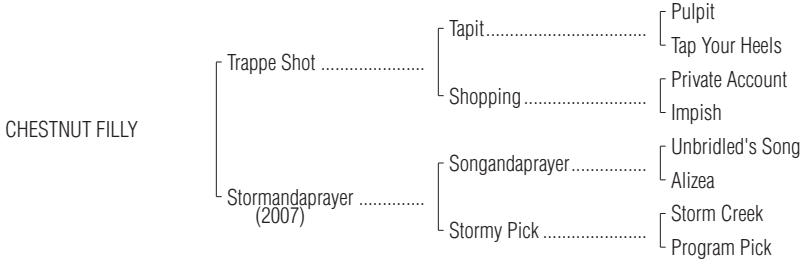 Pulpit
Tapit..................................
Tap Your Heels
Trappe Shot ......................
Private Account
Shopping..........................
Impish
CHESTNUT FILLY
Unbridled's Song
Songandaprayer................
Alizea
Stormandaprayer ..............
(2007)
Storm Creek
Stormy Pick ......................
Program Pick